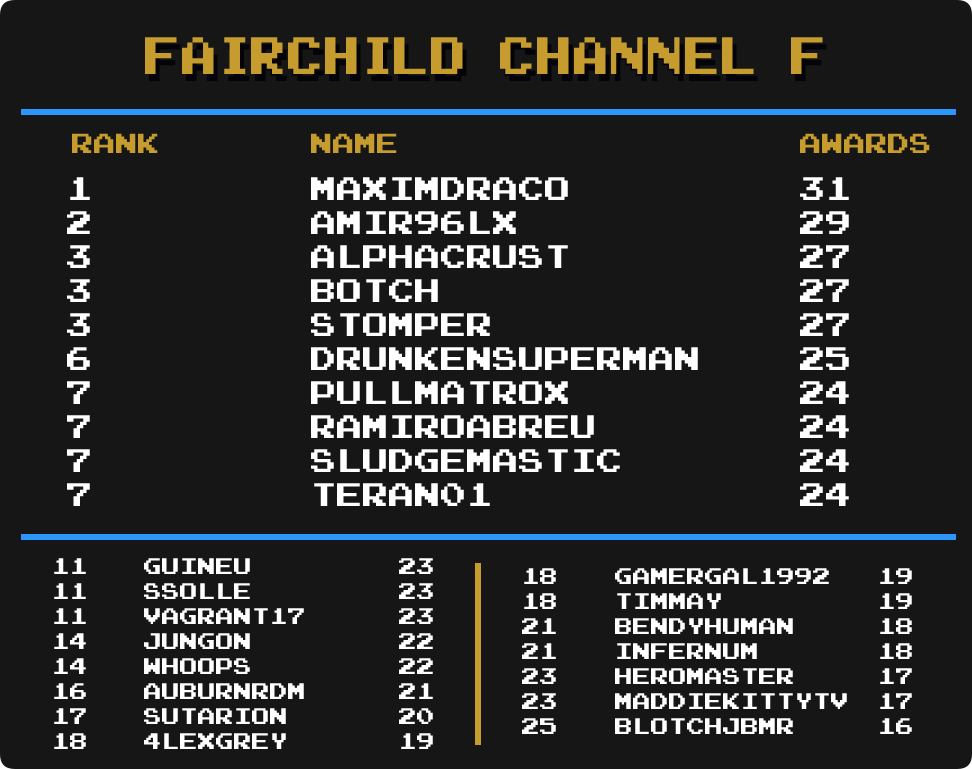 FAIRCHILD CHANNEL F
RANK NAME AWARDS
1 MAXIMDRACO 31
2 AMIR96LX 29
3 ALPHACRUST 27
3 BOTCH 27
3 STOMPER 27
6 DRUNKENSUPERMAN 25
7 PULLMATROX 24
7 RAMIROABREU 24
7 SLUDGEMASTIC 24
7 TERAN01 24
11 GUINEU 23
11 SSOLLE 23
11 VAGRANT17 23
14 JUNGON 22
14 WHOOPS 22
16 AUBURNRDM 21
17 SUTARION 20
18 4LEXGREY 19
18 GAMERGAL1992 19
18 TIMMAY 19
21 BENDYHUMAN 18
21 INFERNUM 18
23 HEROMASTER 17
23 MADDIEKITTYTV 17
25 BLOTCHJBMR 16